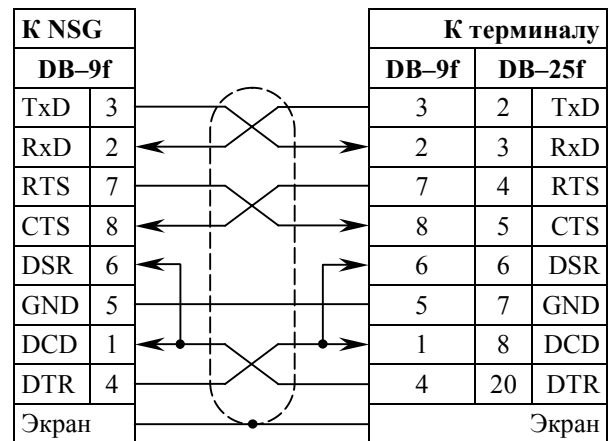 К NSG К терминалу
DB–9f DB–9f DB–25f
TxD 3 3 2 TxD
RxD 2 2 3 RxD
RTS 7 7 4 RTS
CTS 8 8 5 CTS
DSR 6 6 6 DSR
GND 5 5 7 GND
DCD 1 1 8 DCD
DTR 4 4 20 DTR
Экран Экран